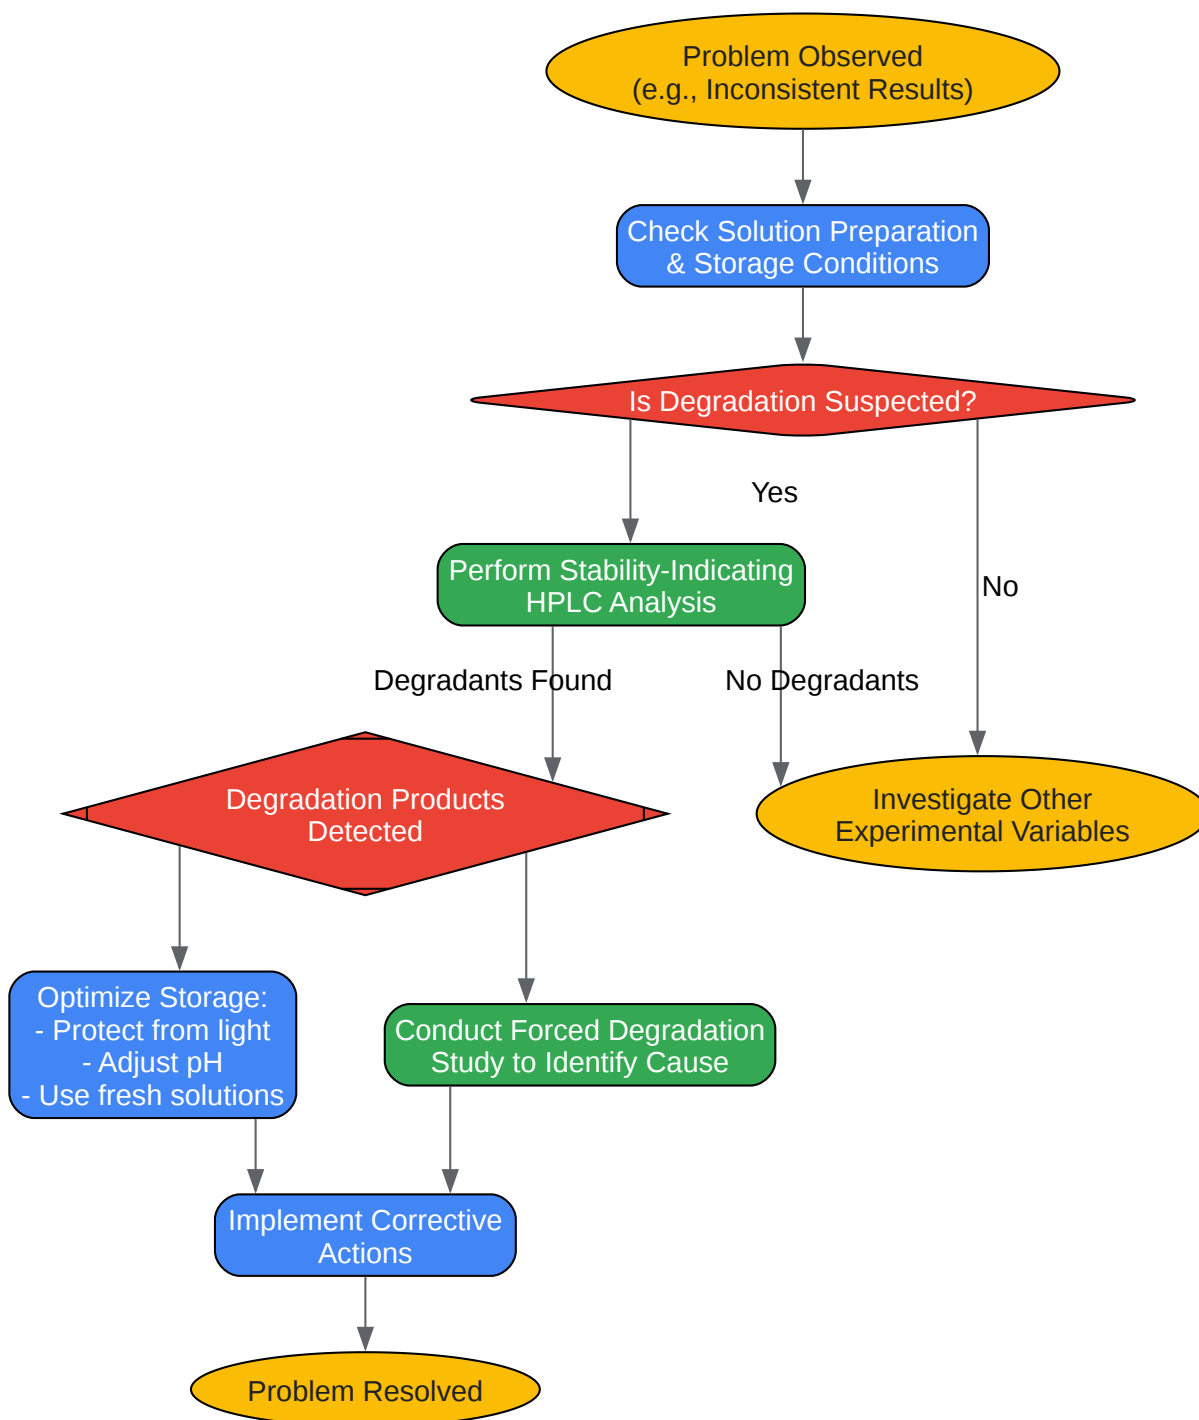 Problem Observed
(e.g., Inconsistent Results)
Check Solution Preparation
& Storage Conditions
Is Degradation Suspected?
Yes
No
Perform Stability-Indicating
HPLC Analysis
Degradants Found
No Degradants
Degradation Products
Detected
Investigate Other
Experimental Variables
Optimize Storage:
- Protect from light
- Adjust pH
- Use fresh solutions
Conduct Forced Degradation
Study to Identify Cause
Implement Corrective
Actions
Problem Resolved